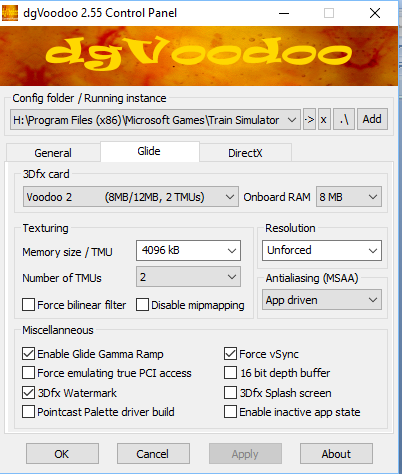 dgVoodoo 2.55 Control Panel
dgVoodoo
Config folder / Running instance
H:\Program Files (x86)\Microsoft Games\Train Simulator -> x .\ Add
General Glide DirectX
3Dfx card
Voodoo 2 (8MB/12MB, 2 TMUs) Onboard RAM 8 MB
Texturing Resolution
Memory size / TMU 4096 kB Unforced
Number of TMUs 2 Antialiasing (MSAA)
App driven
Force bilinear filter Disable mipmapping
Miscellaneous
Enable Glide Gamma Ramp Force vSync
Force emulating true PCI access 16 bit depth buffer
3Dfx Watermark 3Dfx Splash screen
Pointcast Palette driver build Enable inactive app state
OK Cancel Apply About